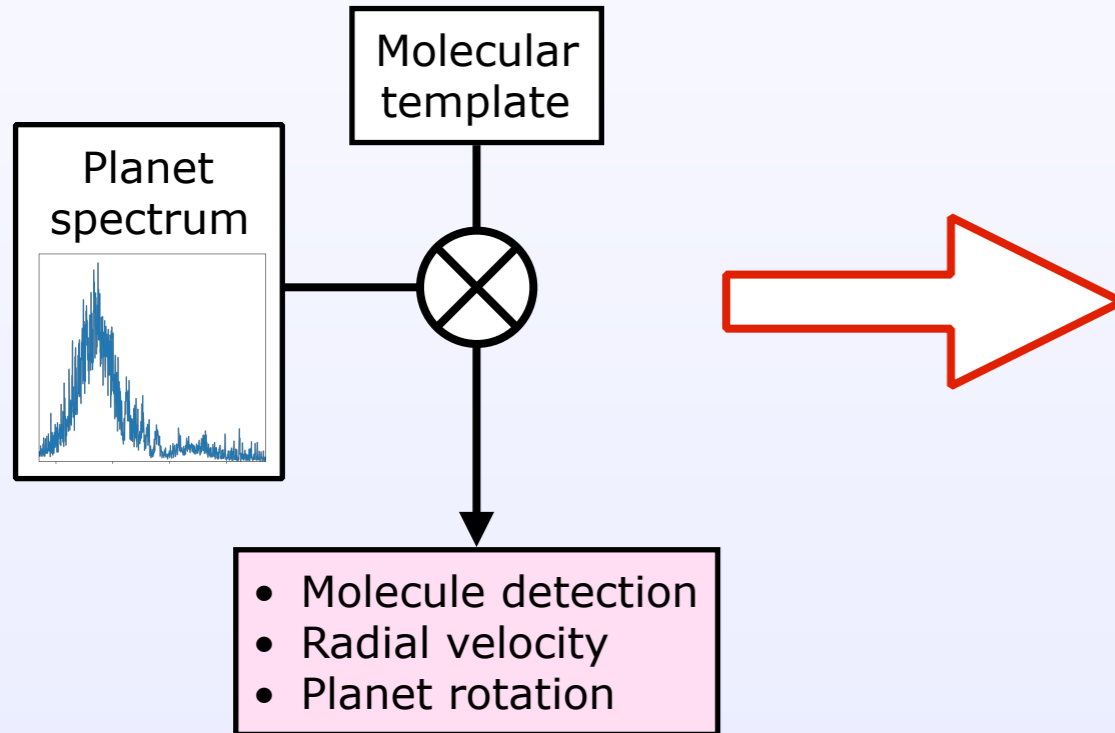 Molecular
template
Planet
spectrum
• Molecule detection
• Radial velocity
• Planet rotation